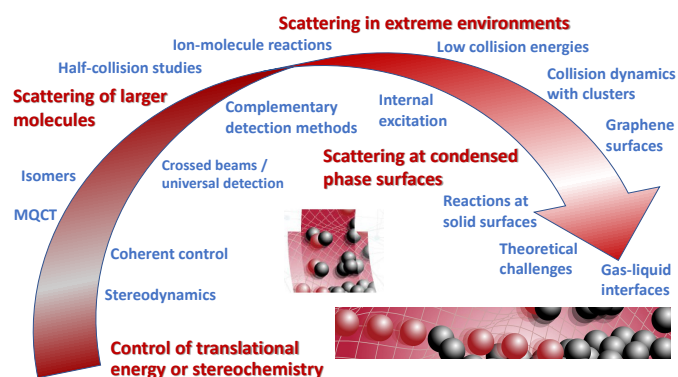 Scattering in extreme environments
Ion-molecule reactions
Low collision energies
Half-collision studies
Collision dynamics
with clusters
Scattering of larger
molecules
Complementary
detection methods
Internal
excitation
Graphene
surfaces
Crossed beams /
universal detection
Scattering at condensed
phase surfaces
Isomers
MQCT
Reactions at
solid surfaces
Coherent control
Theoretical
challenges
Gas-liquid
interfaces
Stereodynamics
Control of translational
energy or stereochemistry